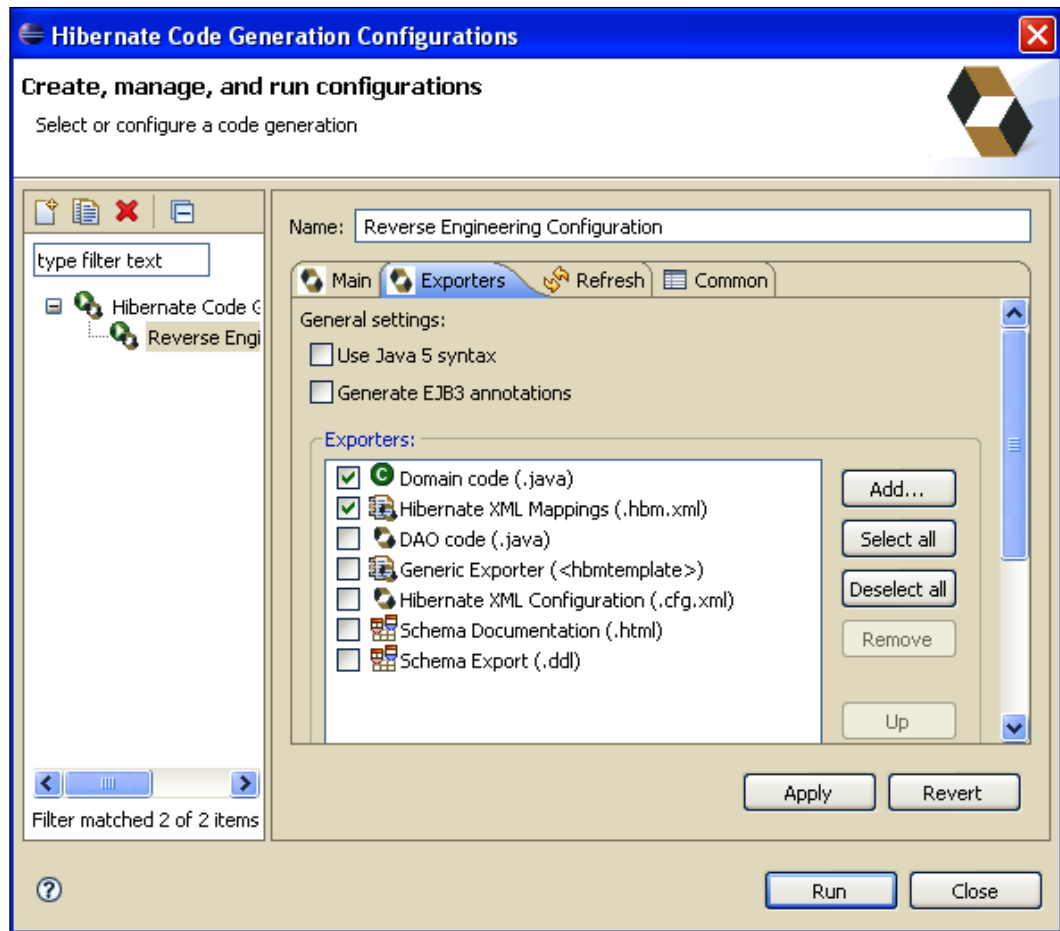 Hibernate Code Generation Configurations
Create, manage, and run configurations
Select or configure a code generation
type filter text
Hibernate Code G
Reverse Engi
Filter matched 2 of 2 items
Name: Reverse Engineering Configuration
Main Exporters Refresh Common
General settings:
Use Java 5 syntax
Generate EJB3 annotations
Exporters:
Domain code (.java)
Hibernate XML Mappings (.hbm.xml)
DAO code (.java)
Generic Exporter (<hbmtemplate>)
Hibernate XML Configuration (.cfg.xml)
Schema Documentation (.html)
Schema Export (.ddl)
Add...
Select all
Deselect all
Remove
Up
Apply Revert
Run Close